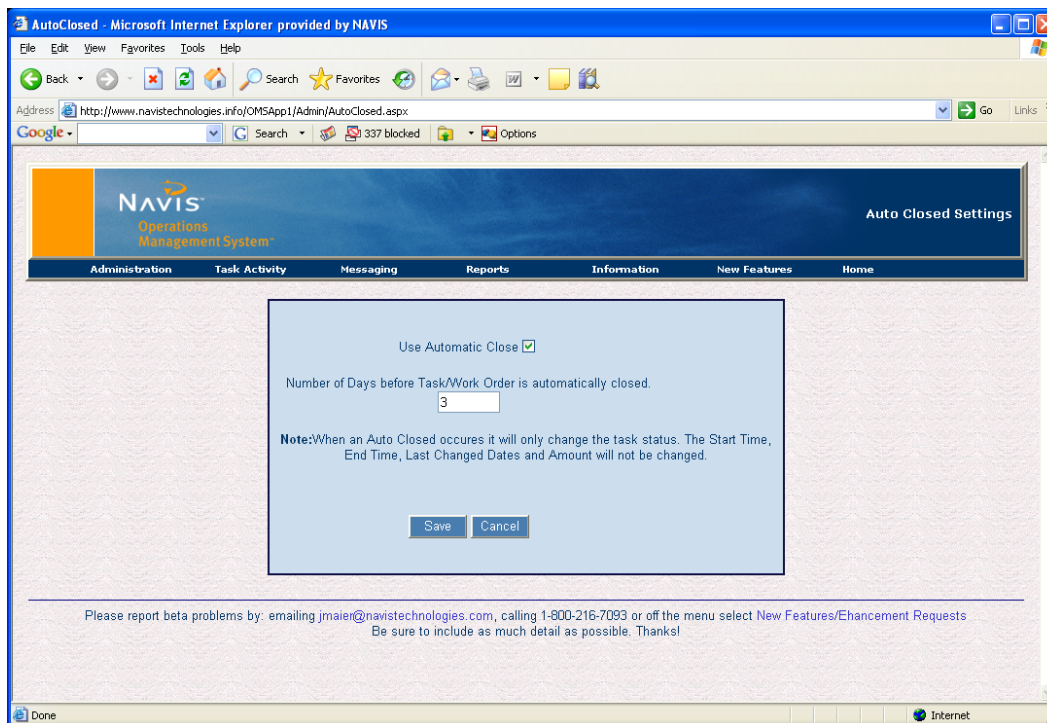 AutoClosed - Microsoft Internet Explorer provided by NAVIS
File Edit View Favorites Tools Help
Back Search Favorites
Address http://www.navistechnologies.info/OMSApp1/Admin/AutoClosed.aspx Go Links
Google Search 337 blocked Options
NAVIS
Operations
Management System
Auto Closed Settings
Administration Task Activity Messaging Reports Information New Features Home
Use Automatic Close
Number of Days before Task/Work Order is automatically closed.
3
Note:When an Auto Closed occures it will only change the task status. The Start Time,
End Time, Last Changed Dates and Amount will not be changed.
Save Cancel
Please report beta problems by: emailing jmaier@navistechnologies.com, calling 1-800-216-7093 or off the menu select New Features/Ehancement Requests
Be sure to include as much detail as possible. Thanks!
Done Internet